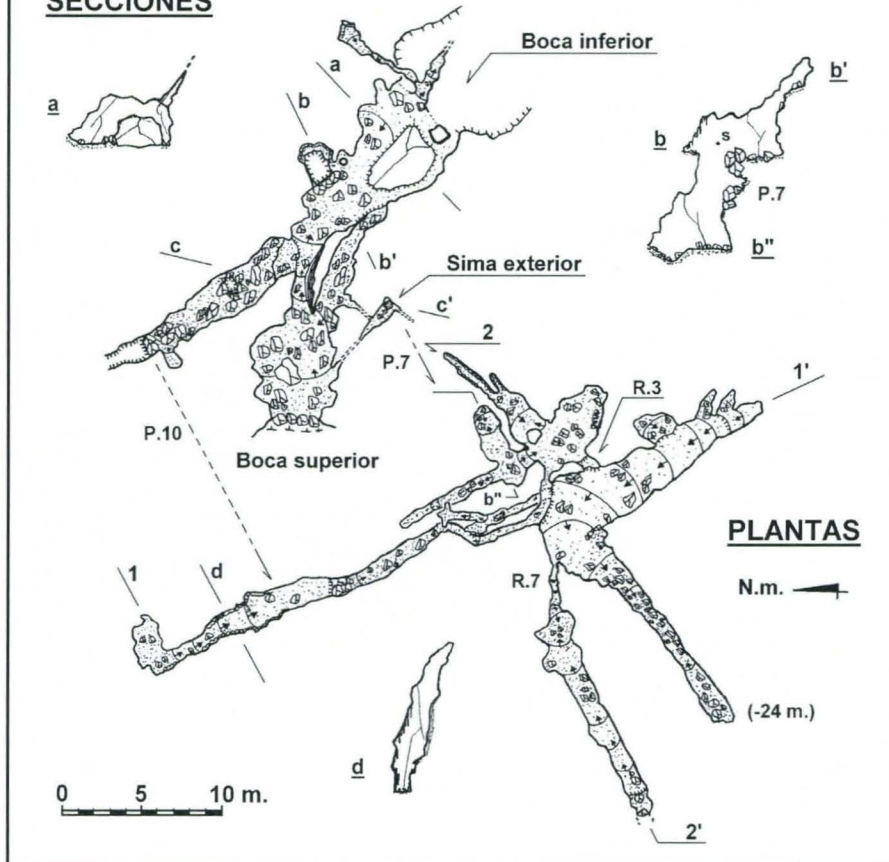 SECCIONES
Boca inferior
a
a
b
b'
b
s
P.7
b"
c
b'
Sima exterior
c'
2
P.7
R.3
1'
P.10
Boca superior
b"
PLANTAS
N.m.
1
d
R.7
(-24 m.)
d
0 5 10 m.
2'